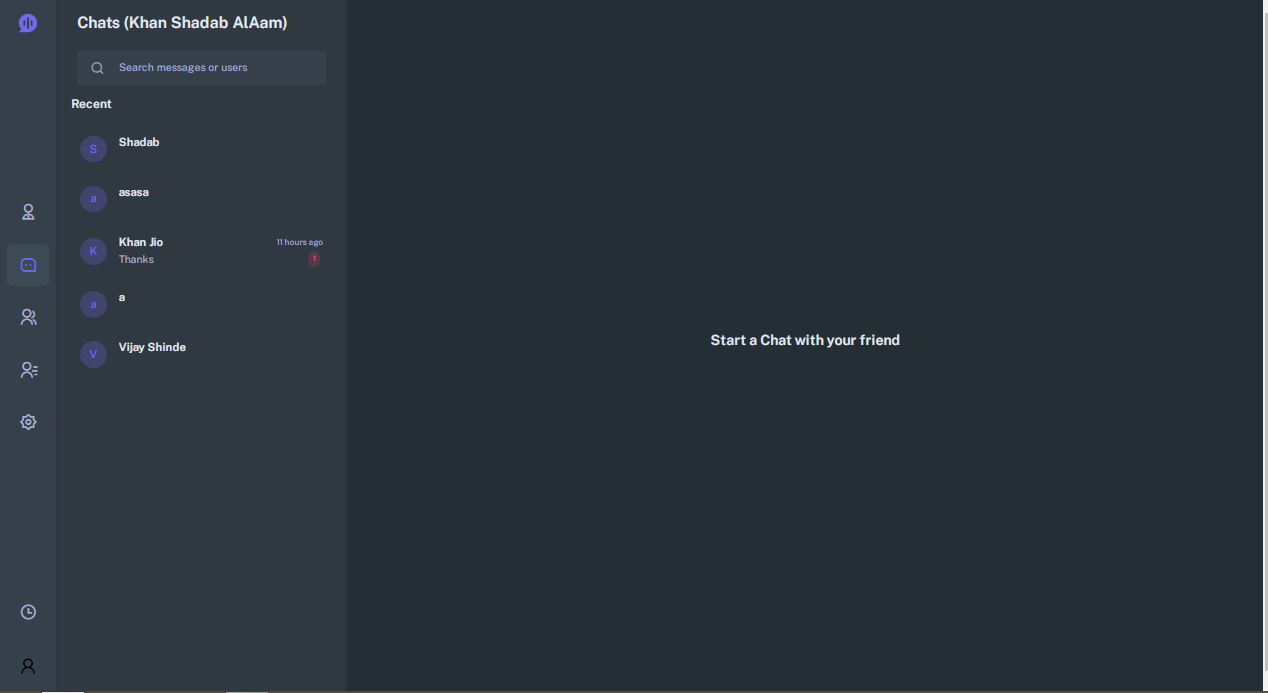 Chats (Khan Shadab AlAam)
Search messages or users
Recent
S
Shadab
a
asasa
K
Khan Jio
11 hours ago
Thanks
1
a
a
V
Vijay Shinde
Start a Chat with your friend